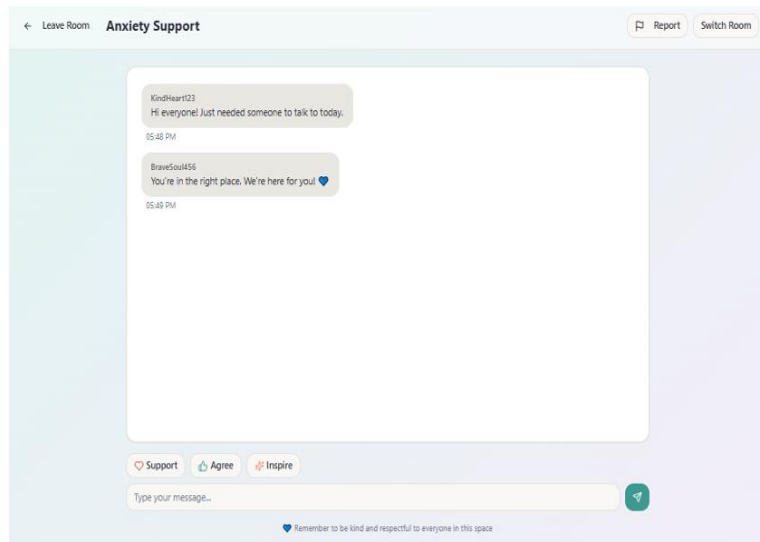 ← Leave Room Anxiety Support Report Switch Room
KindHeart123
Hi everyone! Just needed someone to talk to today.
05:48 PM
BraveSoul456
You're in the right place. We're here for you! 💙
05:49 PM
Support Agree Inspire
Type your message...
💙 Remember to be kind and respectful to everyone in this space